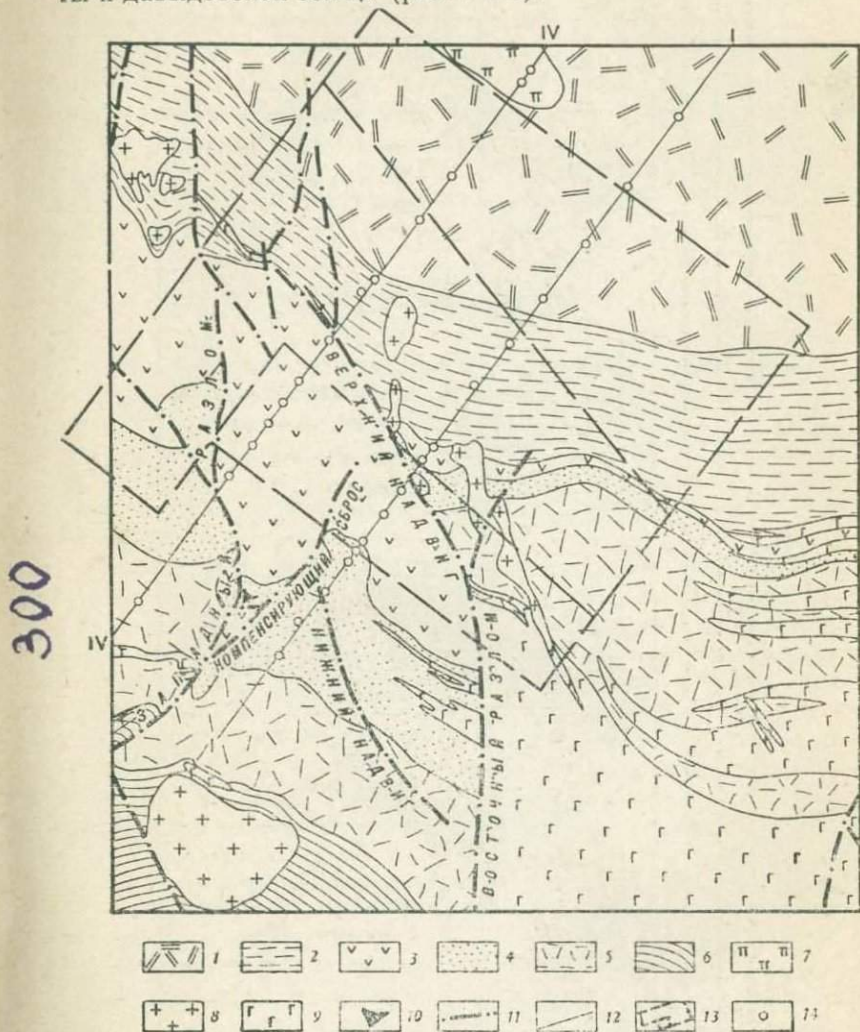 IV I
РАЗЛОМ
ВЕРХНИЙ НАДВИГ
КОМПЕНСИРУЮЩИЙ СБРОС
ЗАПАДНЫЙ
НИЖНИЙ НАДВИГ
ВОСТОЧНЫЙ РАЗЛОМ
300
IV
1 2 3 4 5 6 7
8 9 10 11 12 13 14